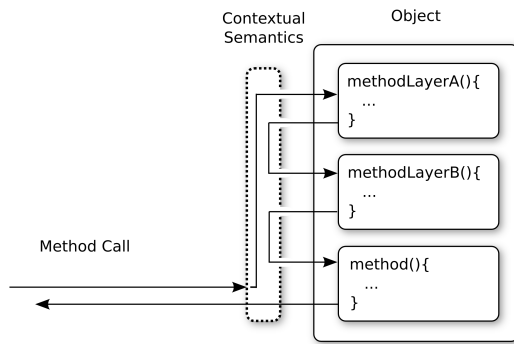 Contextual
Semantics
Object
methodLayerA(){
...
}
methodLayerB(){
...
}
Method Call
method(){
...
}